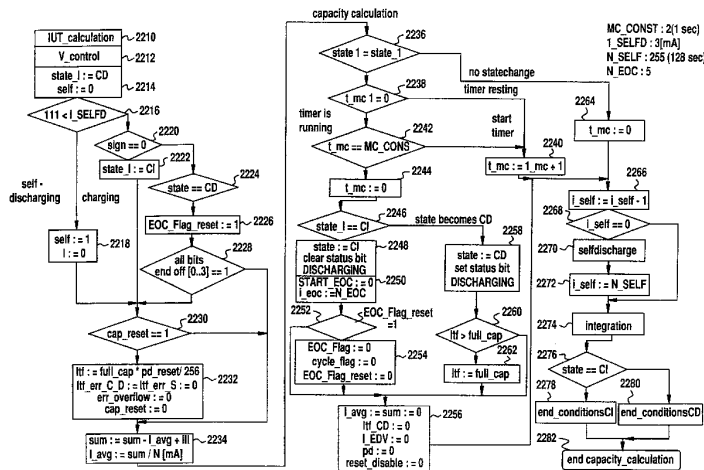 capacity calculation
IUT_calculation
2210
V_control
2212
state_I := CD
self := 0
2214
111 < I_SELFD
2216
sign == 0
2220
2222
state_I := CI
state == CD
2224
self -
discharging
charging
EOC_Flag_reset := 1
2226
self := 1
I := 0
2218
all bits
end off [0..3] == 1
2228
cap_reset == 1
2230
ltf := full_cap * pd_reset/ 256
ltf_err_C_D := ltf_err_S := 0
err_overflow := 0
cap_reset := 0
2232
sum := sum - I_avg + III
I_avg := sum / N [mA]
2234
2236
state 1 = state_1
no statechange
2238
t_mc 1 = 0
timer resting
timer is
running
2242
start
timer
t_mc == MC_CONS
2240
t_mc := 1_mc + 1
2244
t_mc := 0
2246
state_I == CI
state becomes CD
state := CI
clear status bit
DISCHARGING
2248
START_EOC := 0
i_eoc :=N_EOC
2250
2258
state := CD
set status bit
DISCHARGING
2252
EOC_Flag_reset
=1
EOC_Flag := 0
cycle_flag := 0
EOC_Flag_reset := 0
2254
2260
ltf > full_cap
2262
ltf := full_cap
I_avg := sum := 0
ltf_CD := 0
I_EDV := 0
pd := 0
reset_disable := 0
2256
MC_CONST : 2(1 sec)
1_SELFD : 3[mA]
N_SELF : 255 (128 sec)
N_EOC : 5
2264
t_mc := 0
2266
i_self := i_self - 1
2268
i_self == 0
2270
selfdischarge
2272
i_self := N_SELF
2274
integration
2276
state == CI
2278
2280
end_conditionsCI
end_conditionsCD
2282
end capacity_calculation